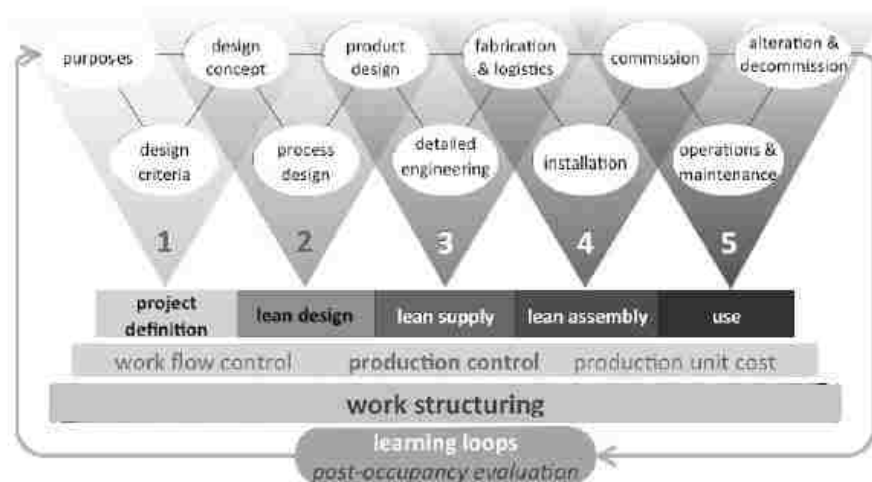 purposes
design
concept
product
design
fabrication
& logistics
commission
alteration &
decommission
design
criteria
process
design
detailed
engineering
installation
operations &
maintenance
1
2
3
4
5
project
definition
lean design
lean supply
lean assembly
use
work flow control
production control
production unit cost
work structuring
learning loops
post-occupancy evaluation